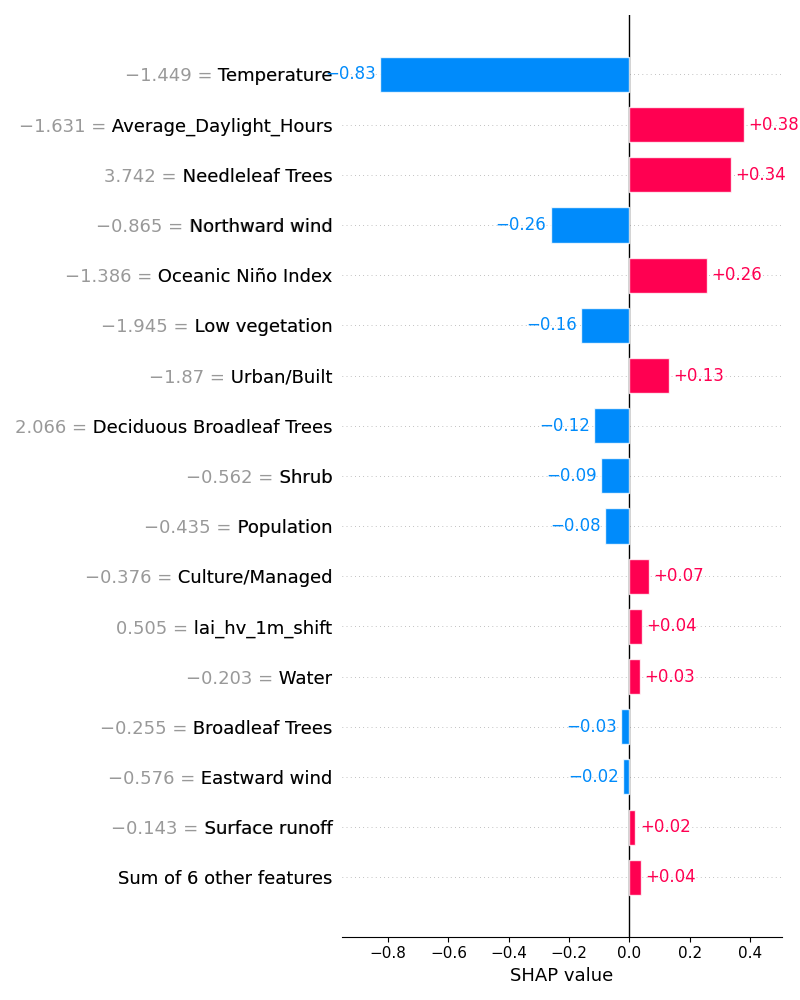 −1.449 = Temperature −0.83
−1.631 = Average_Daylight_Hours +0.38
3.742 = Needleleaf Trees +0.34
−0.865 = Northward wind −0.26
−1.386 = Oceanic Niño Index +0.26
−1.945 = Low vegetation −0.16
−1.87 = Urban/Built +0.13
2.066 = Deciduous Broadleaf Trees −0.12
−0.562 = Shrub −0.09
−0.435 = Population −0.08
−0.376 = Culture/Managed +0.07
0.505 = lai_hv_1m_shift +0.04
−0.203 = Water +0.03
−0.255 = Broadleaf Trees −0.03
−0.576 = Eastward wind −0.02
−0.143 = Surface runoff +0.02
Sum of 6 other features +0.04
−0.8 −0.6 −0.4 −0.2 0.0 0.2 0.4
SHAP value